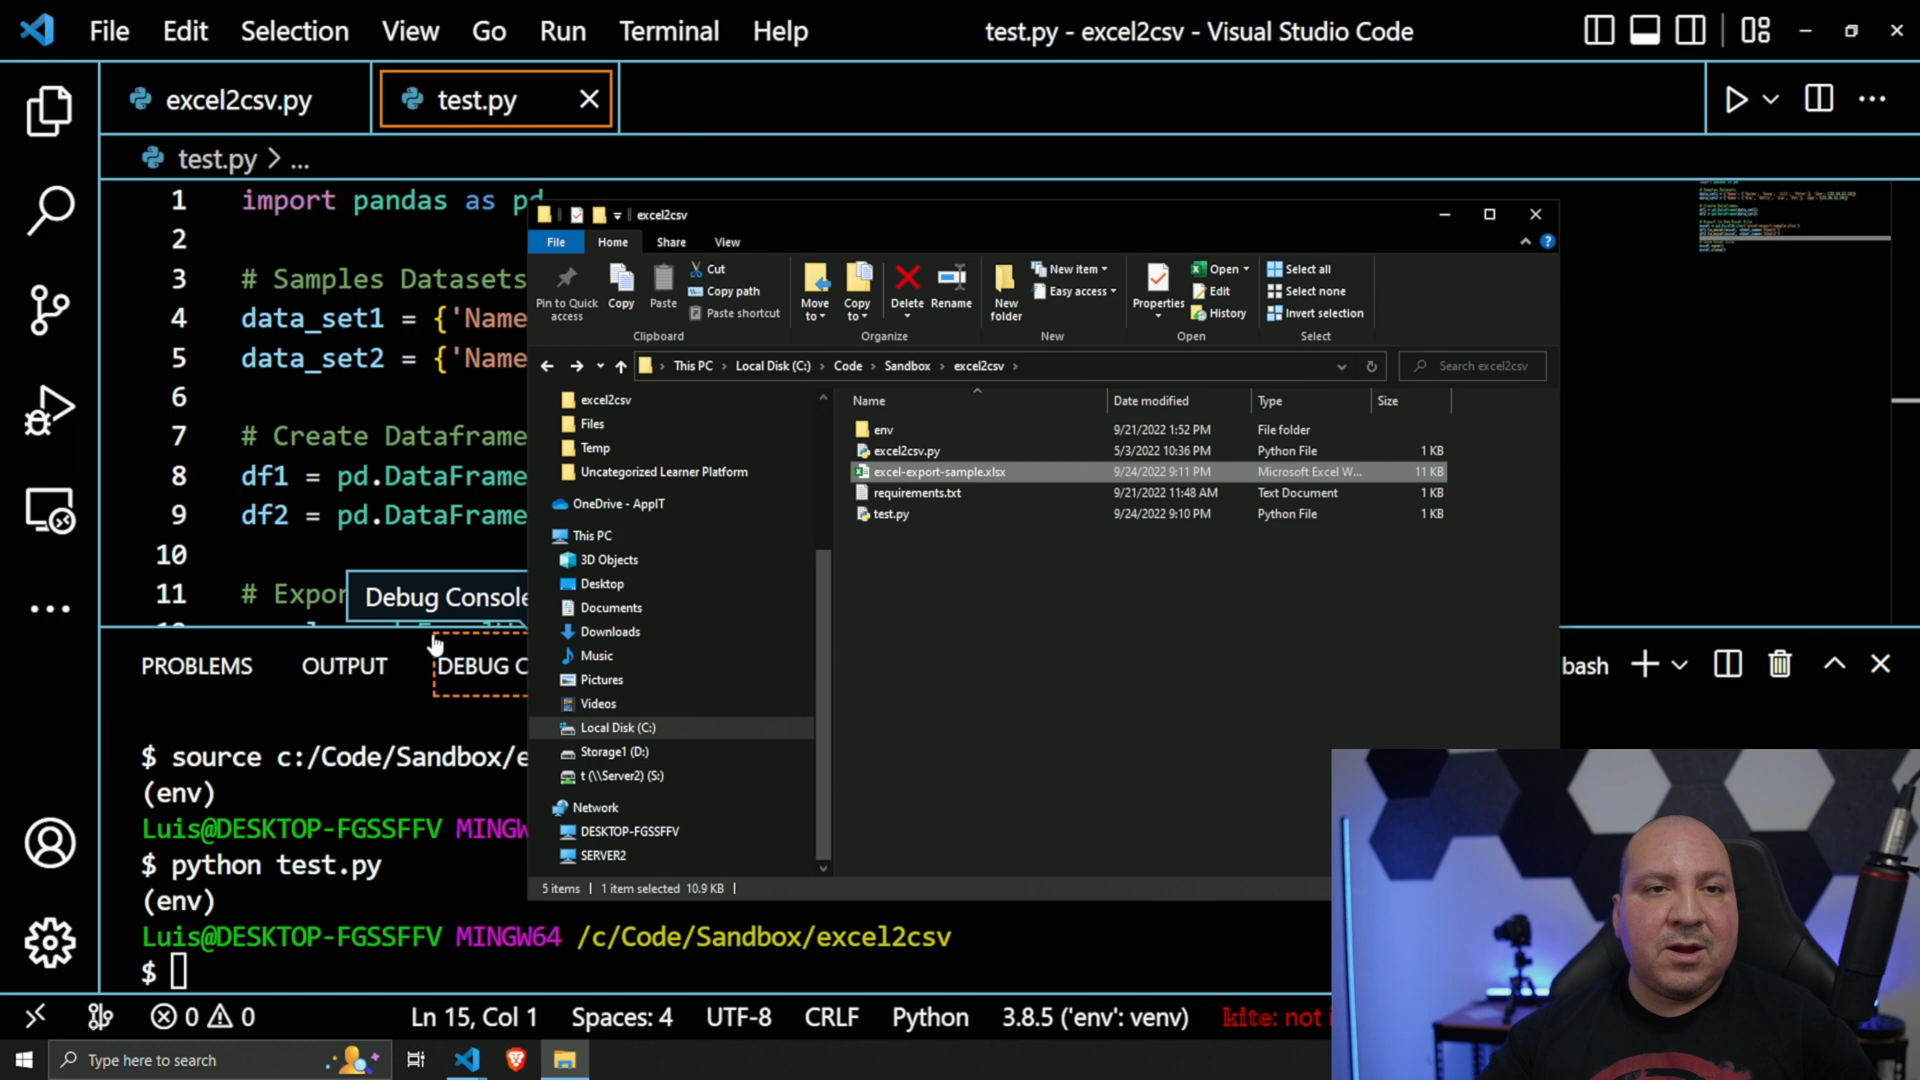 File Edit Selection View Go Run Terminal Help test.py - excel2csv - Visual Studio Code
excel2csv.py test.py
test.py > ...
1 import pandas as pd
2
3 # Samples Datasets
4 data_set1 = {'Name
5 data_set2 = {'Name
6
7 # Create Dataframe
8 df1 = pd.DataFrame
9 df2 = pd.DataFrame
10
11 # Expor
Debug Console
PROBLEMS OUTPUT DEBUG C
bash
$ source c:/Code/Sandbox/e
(env)
Luis@DESKTOP-FGSSFFV MINGW
$ python test.py
(env)
Luis@DESKTOP-FGSSFFV MINGW64 /c/Code/Sandbox/excel2csv
$
excel2csv
File Home Share View
Pin to Quick access Copy Paste Cut Copy path Paste shortcut
Clipboard
Move to Copy to Delete Rename
Organize
New folder New item Easy access
New
Properties Open Edit History
Open
Select all Select none Invert selection
Select
This PC > Local Disk (C:) > Code > Sandbox > excel2csv >
Search excel2csv
excel2csv
Files
Temp
Uncategorized Learner Platform
OneDrive - AppIT
This PC
3D Objects
Desktop
Documents
Downloads
Music
Pictures
Videos
Local Disk (C:)
Storage1 (D:)
t (\\Server2) (S:)
Network
DESKTOP-FGSSFFV
SERVER2
Name Date modified Type Size
env 9/21/2022 1:52 PM File folder
excel2csv.py 5/3/2022 10:36 PM Python File 1 KB
excel-export-sample.xlsx 9/24/2022 9:11 PM Microsoft Excel W... 11 KB
requirements.txt 9/21/2022 11:48 AM Text Document 1 KB
test.py 9/24/2022 9:10 PM Python File 1 KB
5 items 1 item selected 10.9 KB
0 0 Ln 15, Col 1 Spaces: 4 UTF-8 CRLF Python 3.8.5 ('env': venv) kite: not i
Type here to search